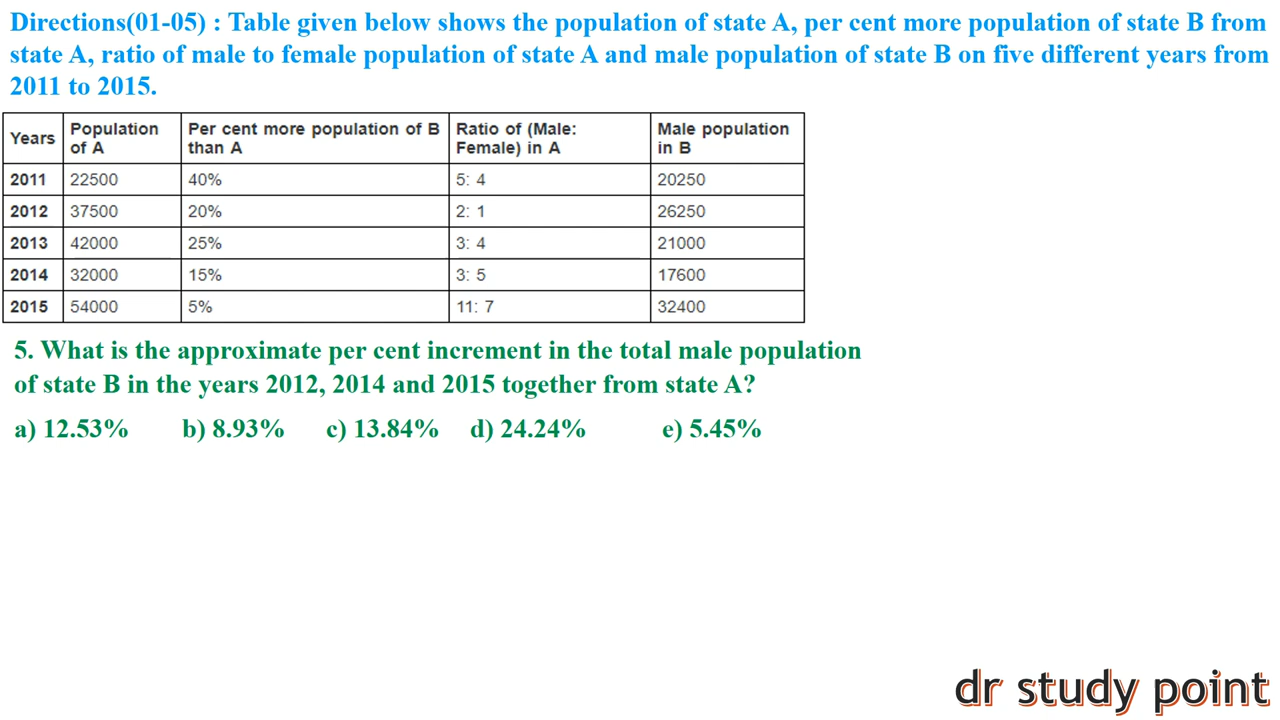 Directions(01-05) : Table given below shows the population of state A, per cent more population of state B from
state A, ratio of male to female population of state A and male population of state B on five different years from
2011 to 2015.
Years Population of A Per cent more population of B than A Ratio of (Male: Female) in A Male population in B
2011 22500 40% 5: 4 20250
2012 37500 20% 2: 1 26250
2013 42000 25% 3: 4 21000
2014 32000 15% 3: 5 17600
2015 54000 5% 11: 7 32400
5. What is the approximate per cent increment in the total male population
of state B in the years 2012, 2014 and 2015 together from state A?
a) 12.53% b) 8.93% c) 13.84% d) 24.24% e) 5.45%
dr study point